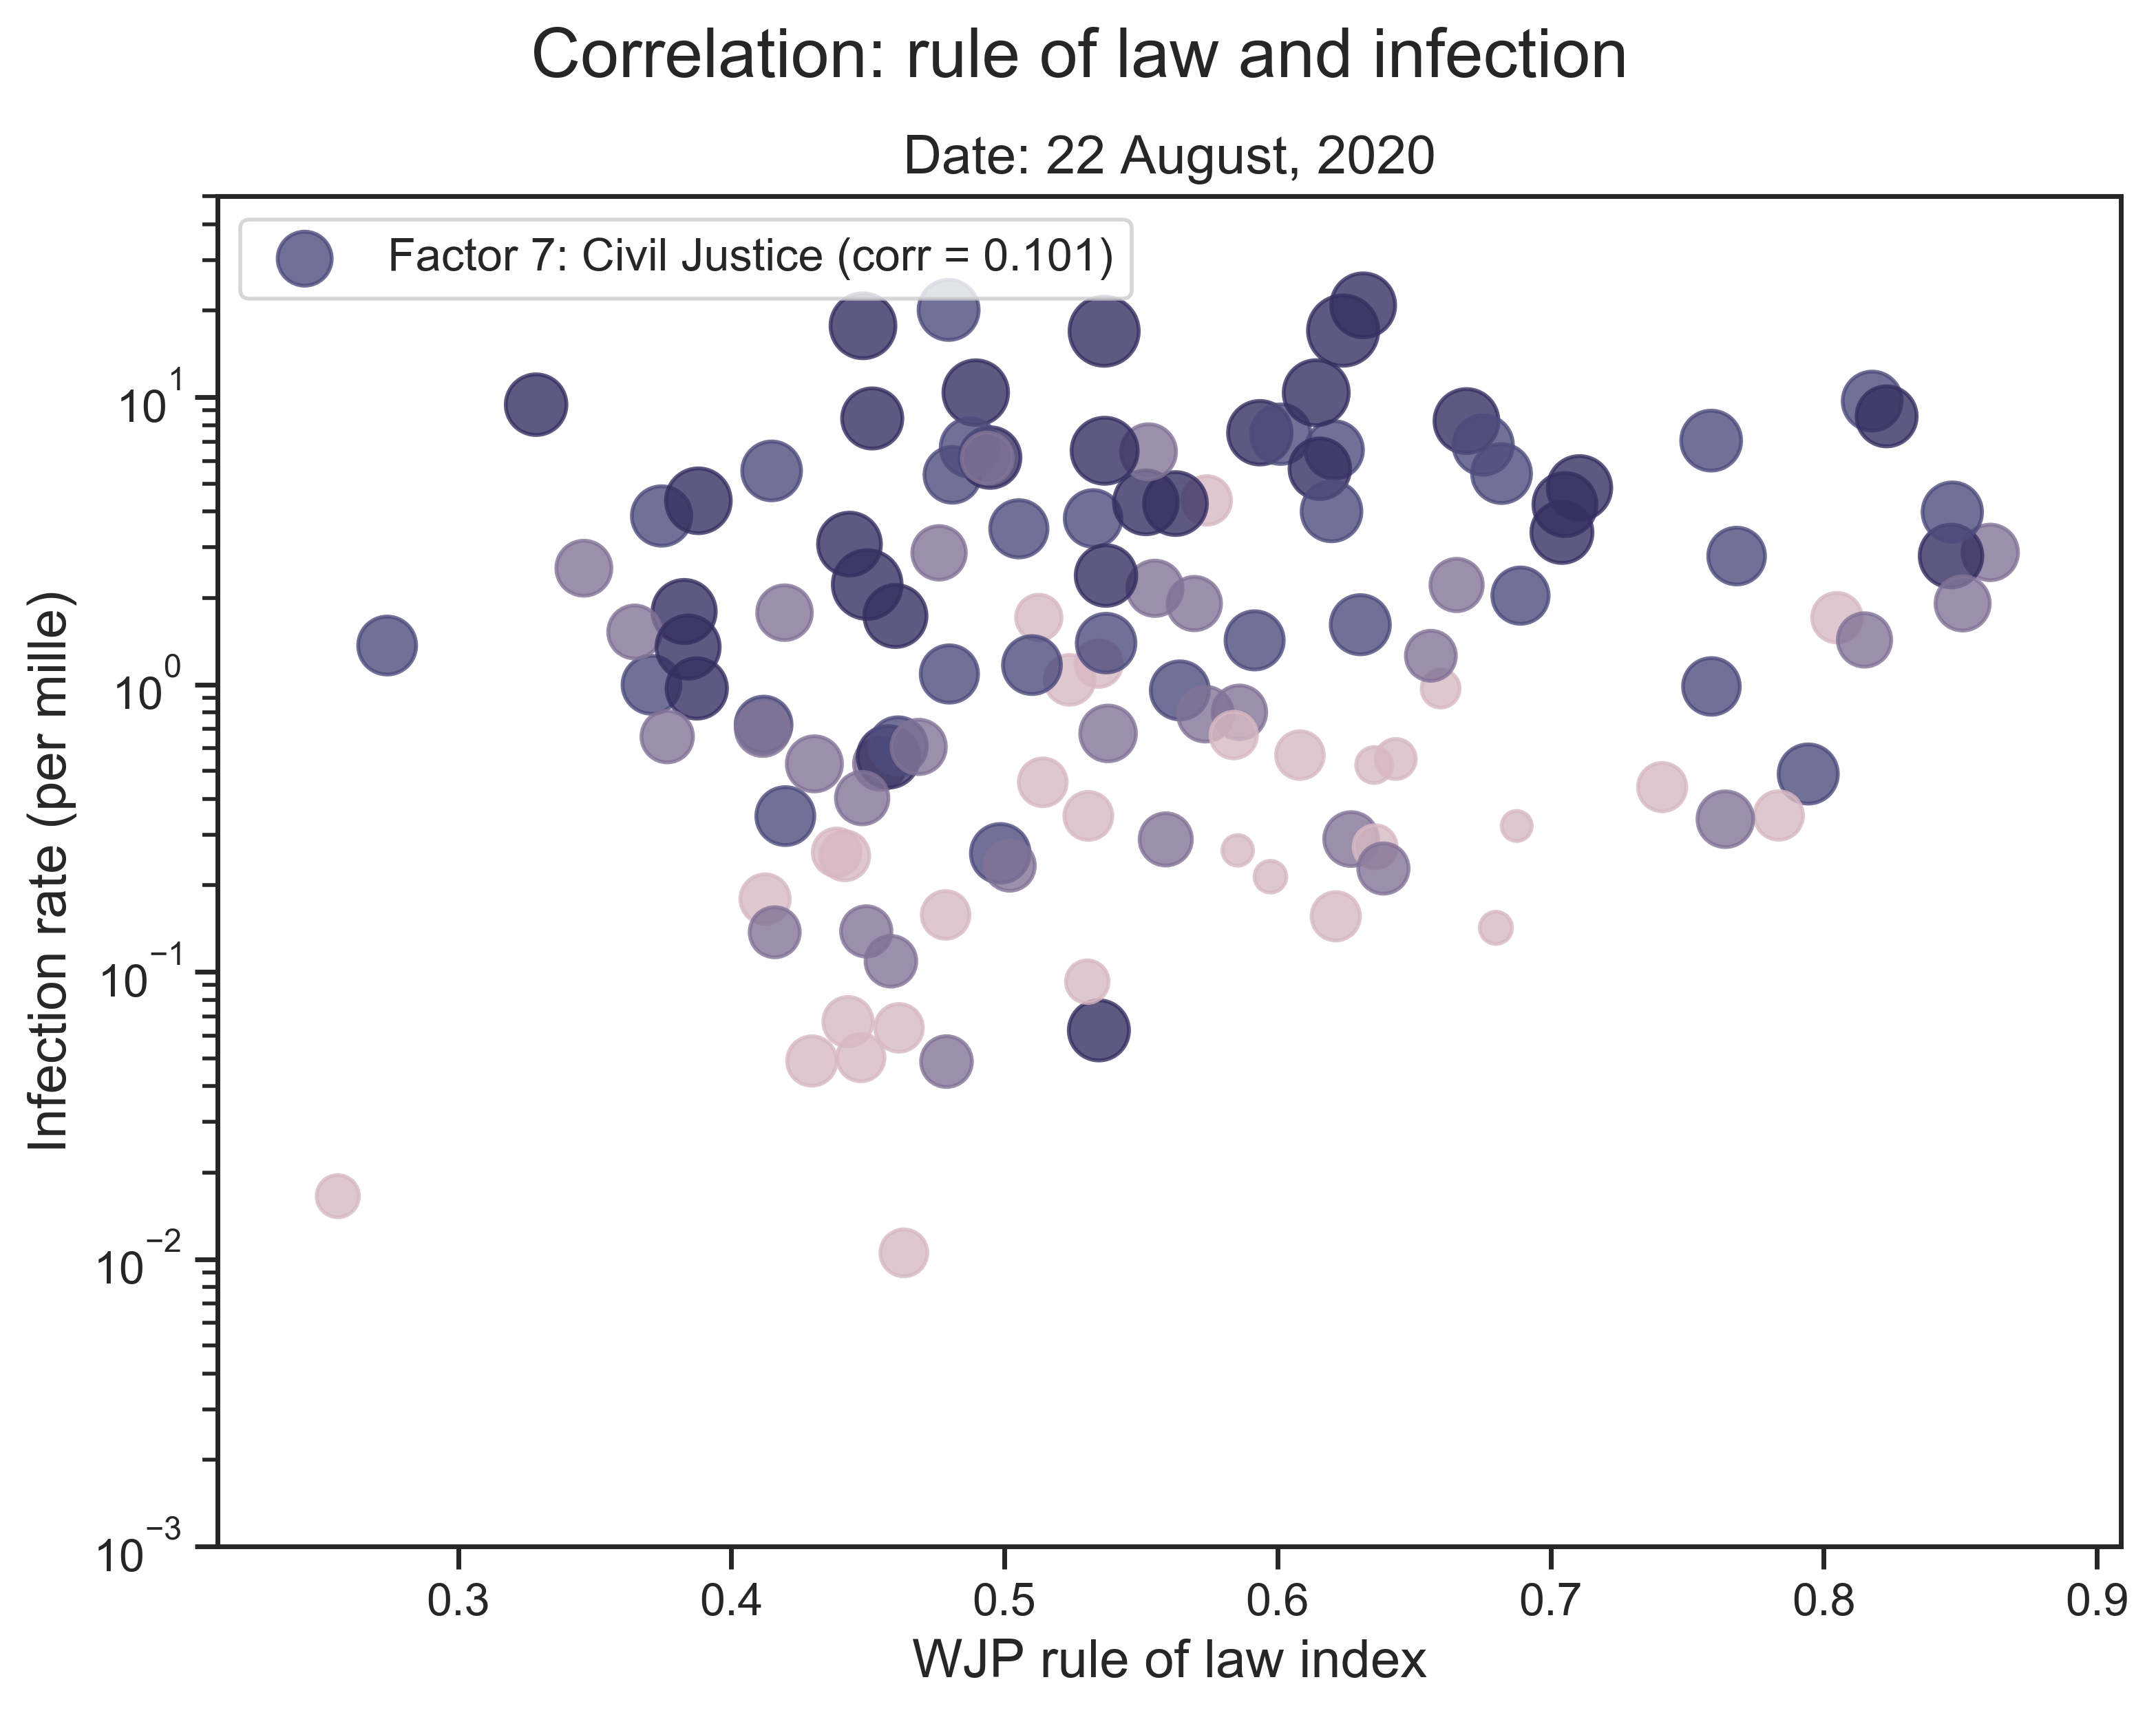 Correlation: rule of law and infection
Date: 22 August, 2020
Factor 7: Civil Justice (corr = 0.101)
Infection rate (per mille)
10^1
10^0
10^−1
10^−2
10^−3
0.3 0.4 0.5 0.6 0.7 0.8 0.9
WJP rule of law index